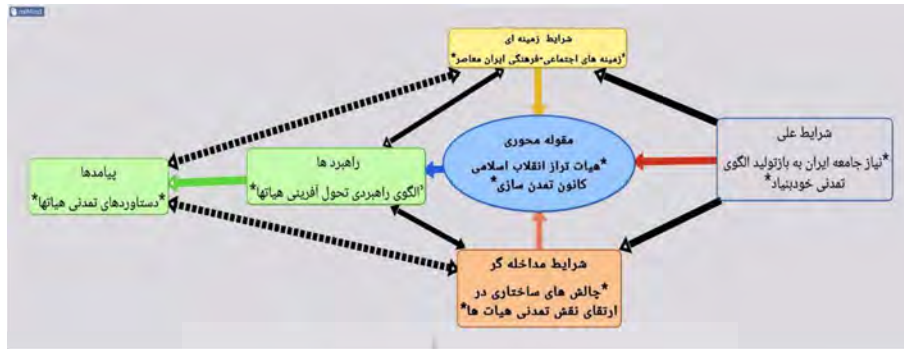 شرایط زمینه ای
*زمینه های اجتماعی-فرهنگی ایران معاصر*
شرایط علی
*نیاز جامعه ایران به بازتولید الگوی
تمدنی خودبنیاد*
مقوله محوری
*هیات تراز انقلاب اسلامی
کانون تمدن سازی*
راهبرد ها
*الگوی راهبردی تحول آفرینی هیاتها*
پیامدها
*دستاوردهای تمدنی هیاتها*
شرایط مداخله گر
*چالش های ساختاری در
ارتقای نقش تمدنی هیات ها*